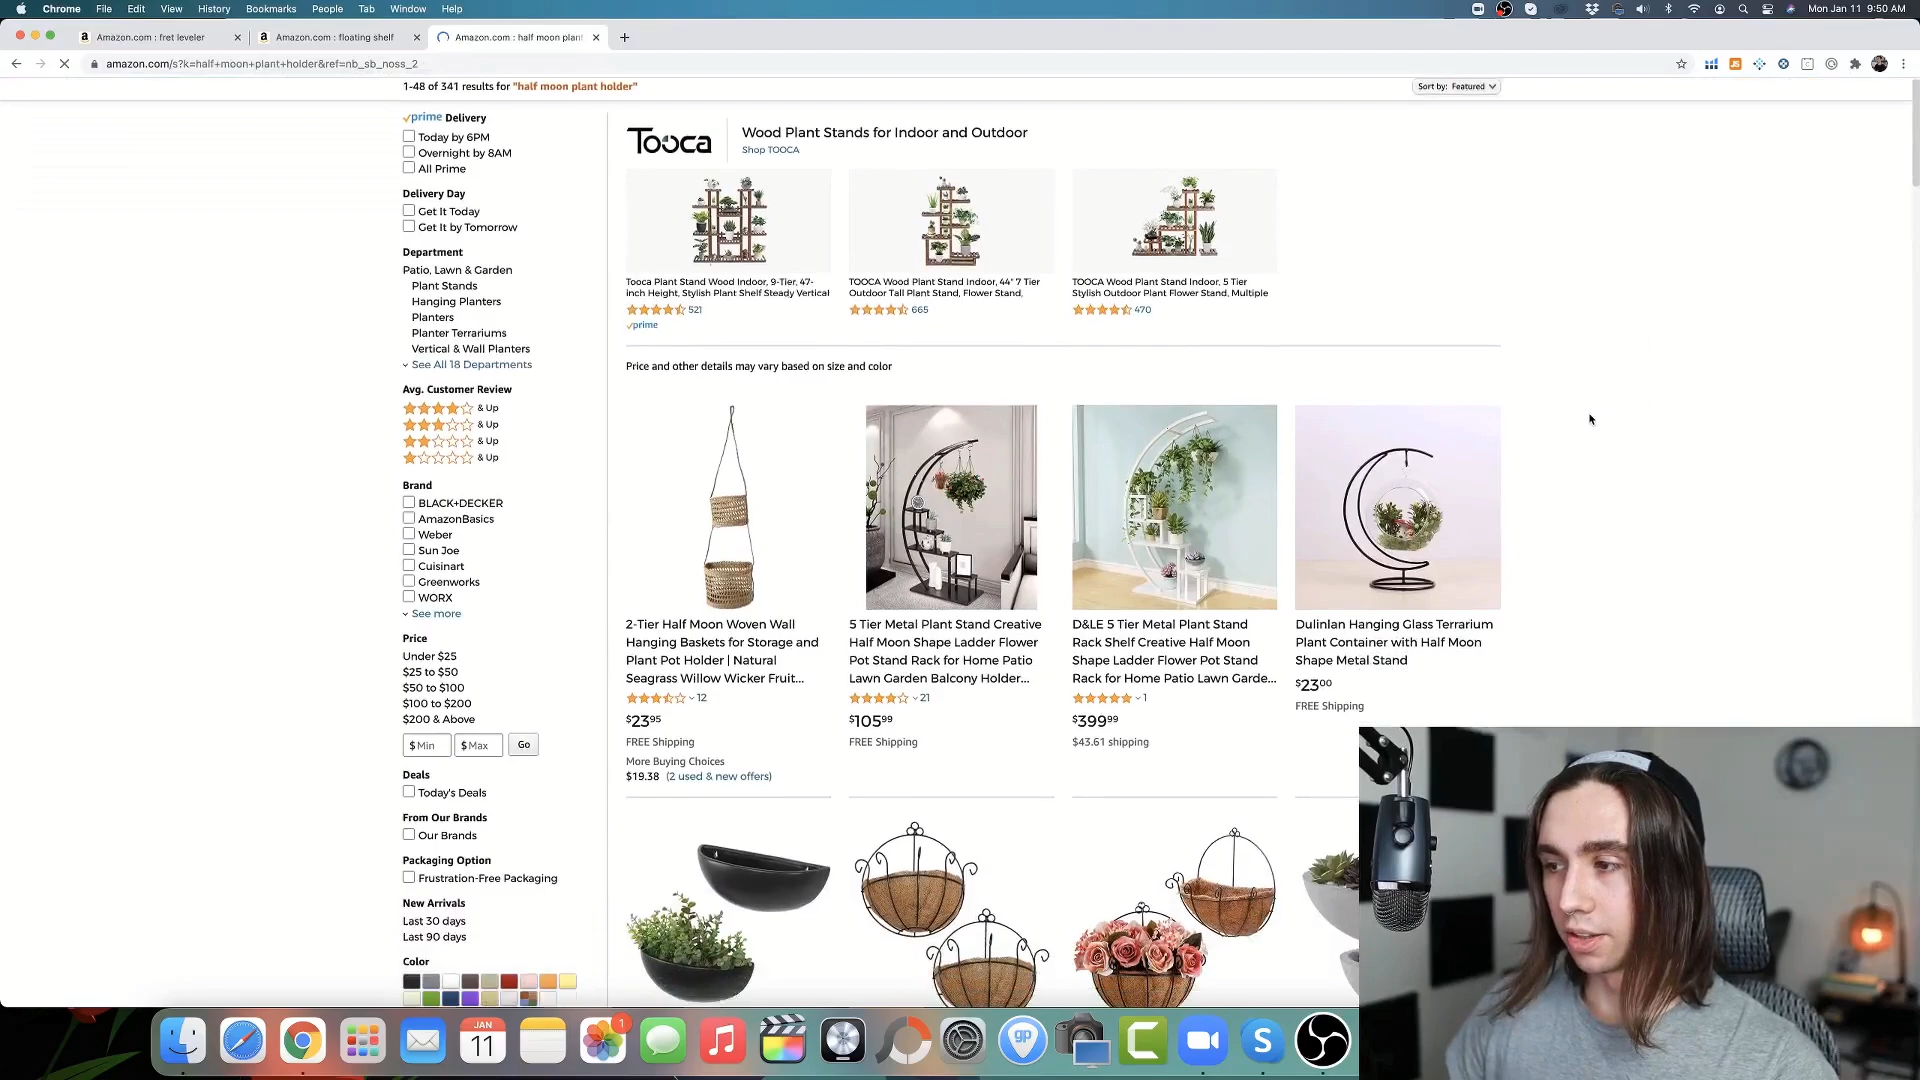 Chrome File Edit View History Bookmarks People Tab Window Help
Mon Jan 11 9:50 AM
Amazon.com : fret leveler
Amazon.com : floating shelf
Amazon.com : half moon plan
amazon.com/s?k=half+moon+plant+holder&ref=nb_sb_noss_2
1-48 of 341 results for "half moon plant holder"
Sort by: Featured
prime Delivery
Today by 6PM
Overnight by 8AM
All Prime
Delivery Day
Get It Today
Get It by Tomorrow
Department
Patio, Lawn & Garden
Plant Stands
Hanging Planters
Planters
Planter Terrariums
Vertical & Wall Planters
See All 18 Departments
Avg. Customer Review
& Up
& Up
& Up
& Up
Brand
BLACK+DECKER
AmazonBasics
Weber
Sun Joe
Cuisinart
Greenworks
WORX
See more
Price
Under $25
$25 to $50
$50 to $100
$100 to $200
$200 & Above
$ Min $ Max Go
Deals
Today's Deals
From Our Brands
Our Brands
Packaging Option
Frustration-Free Packaging
New Arrivals
Last 30 days
Last 90 days
Color
Tooca
Wood Plant Stands for Indoor and Outdoor
Shop TOOCA
Tooca Plant Stand Wood Indoor, 9-Tier, 47-
inch Height, Stylish Plant Shelf Steady Vertical
521
prime
TOOCA Wood Plant Stand Indoor, 44" 7 Tier
Outdoor Tall Plant Stand, Flower Stand,
665
TOOCA Wood Plant Stand Indoor, 5 Tier
Stylish Outdoor Plant Flower Stand, Multiple
470
Price and other details may vary based on size and color
2-Tier Half Moon Woven Wall
Hanging Baskets for Storage and
Plant Pot Holder | Natural
Seagrass Willow Wicker Fruit...
12
$23.95
FREE Shipping
More Buying Choices
$19.38 (2 used & new offers)
5 Tier Metal Plant Stand Creative
Half Moon Shape Ladder Flower
Pot Stand Rack for Home Patio
Lawn Garden Balcony Holder...
21
$105.99
FREE Shipping
D&LE 5 Tier Metal Plant Stand
Rack Shelf Creative Half Moon
Shape Ladder Flower Pot Stand
Rack for Home Patio Lawn Garde...
1
$399.99
$43.61 shipping
Dulinlan Hanging Glass Terrarium
Plant Container with Half Moon
Shape Metal Stand
$23.00
FREE Shipping
JAN
11
1
gp
C
S